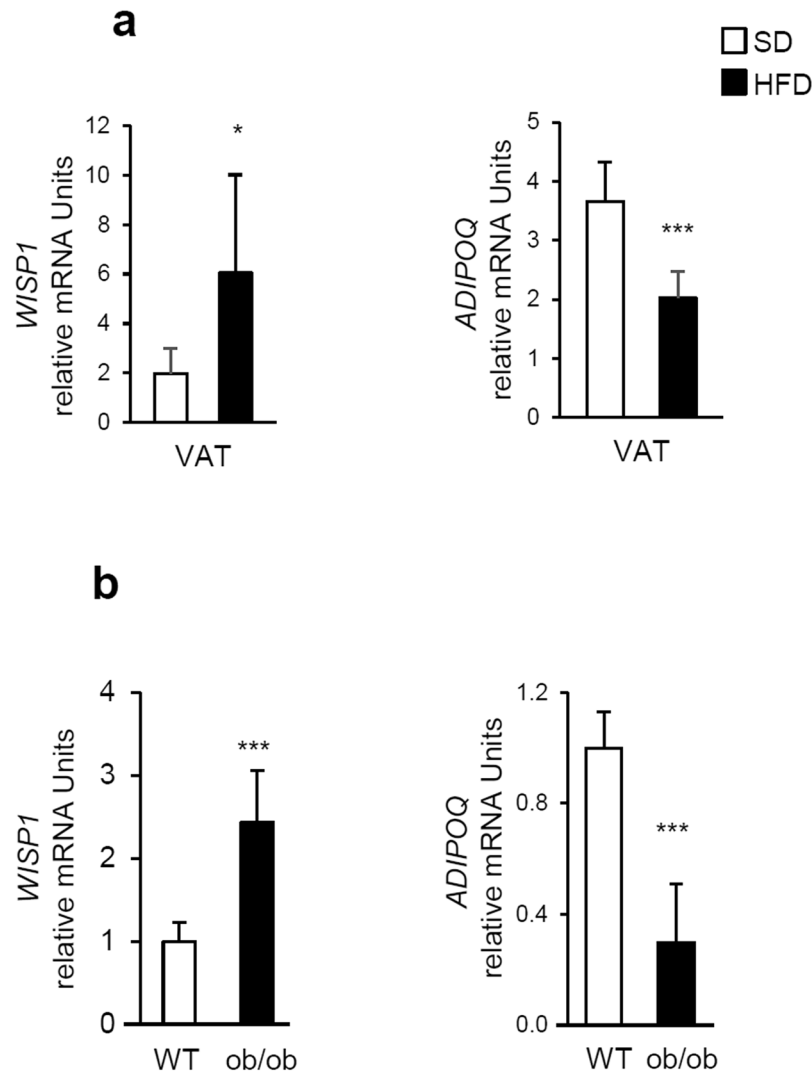 a
SD
HFD
WISP1
relative mRNA Units
12
10
8
6
4
2
0
*
VAT
ADIPOQ
relative mRNA Units
5
4
3
2
1
0
***
VAT
b
WISP1
relative mRNA Units
4
3
2
1
0
***
WT ob/ob
ADIPOQ
relative mRNA Units
1.2
0.8
0.4
0.0
***
WT ob/ob